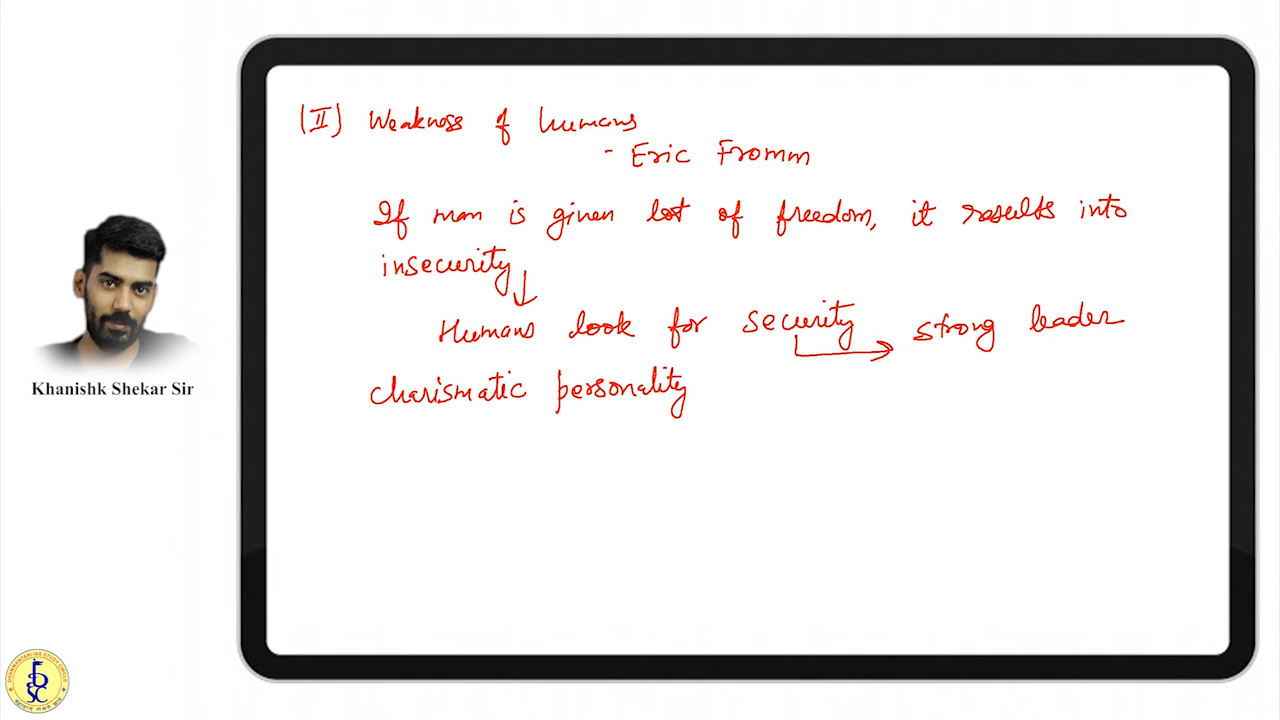 (II) Weakness of humans
- Eric Fromm
If man is given lot of freedom, it results into
insecurity
Humans look for security → strong leader
charismatic personality
Khanishk Shekar Sir